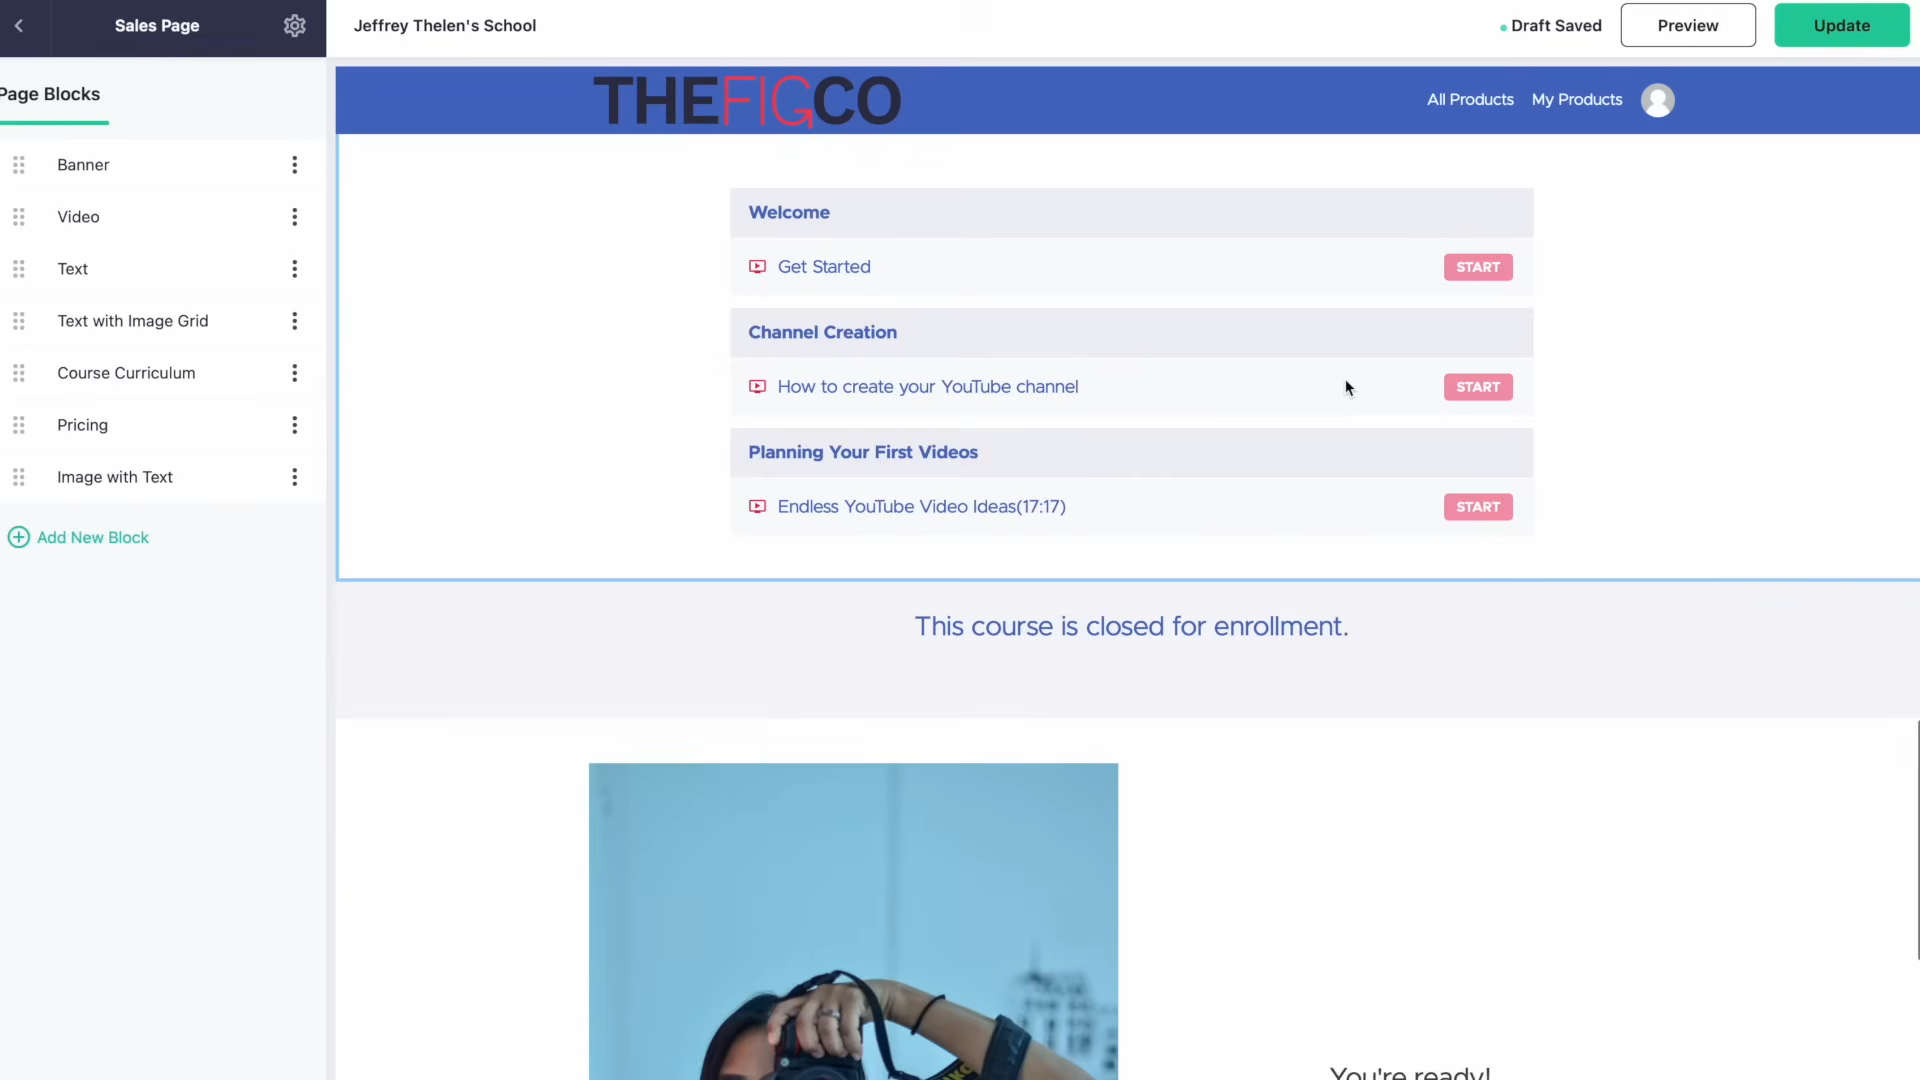 Sales Page
Jeffrey Thelen's School
Draft Saved
Preview
Update
Page Blocks
Banner
Video
Text
Text with Image Grid
Course Curriculum
Pricing
Image with Text
Add New Block
THEFIGCO
All Products
My Products
Welcome
Get Started
START
Channel Creation
How to create your YouTube channel
START
Planning Your First Videos
Endless YouTube Video Ideas(17:17)
START
This course is closed for enrollment.
You're ready!